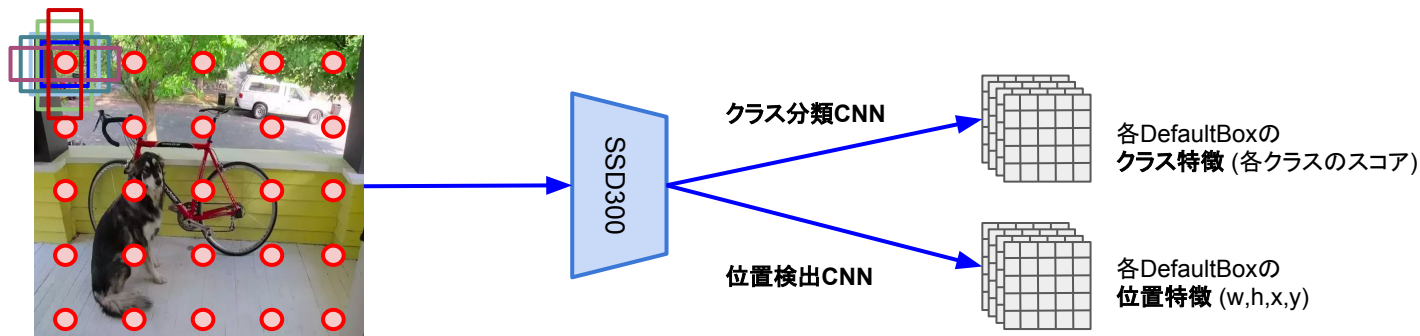 SSD300
クラス分類CNN
位置検出CNN
各DefaultBoxの
クラス特徴 (各クラスのスコア)
各DefaultBoxの
位置特徴 (w,h,x,y)